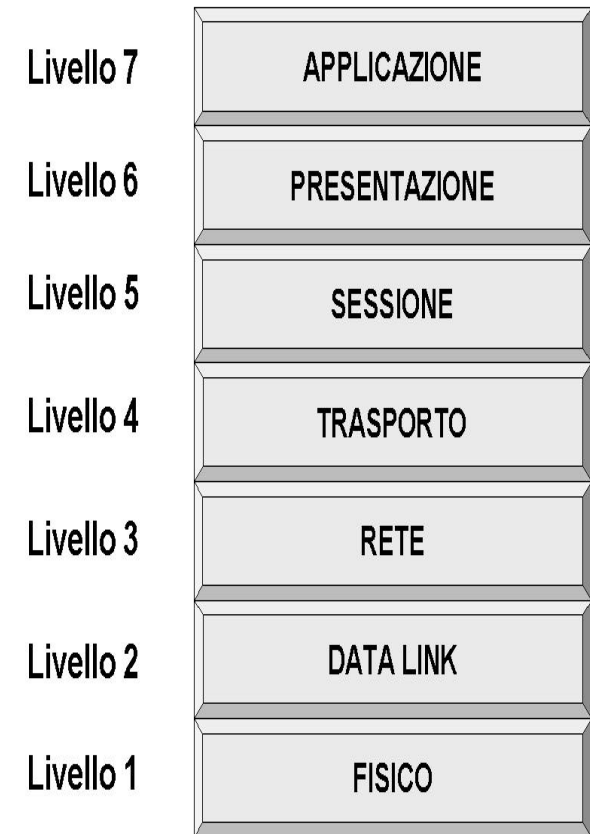 Livello 7 APPLICAZIONE
Livello 6 PRESENTAZIONE
Livello 5 SESSIONE
Livello 4 TRASPORTO
Livello 3 RETE
Livello 2 DATA LINK
Livello 1 FISICO